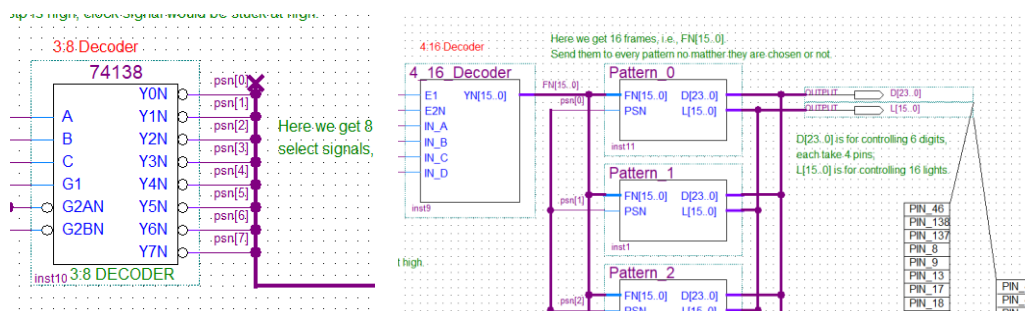 stp is high, clock signal would be stuck at high.
3:8 Decoder
74138
A
B
C
G1
G2AN
G2BN
Y0N
Y1N
Y2N
Y3N
Y4N
Y5N
Y6N
Y7N
psn[0]
psn[1]
psn[2]
psn[3]
psn[4]
psn[5]
psn[6]
psn[7]
Here we get 8
select signals,
inst10
3:8 DECODER
4:16 Decoder
4_16_Decoder
E1
E2N
IN_A
IN_B
IN_C
IN_D
YN[15..0]
inst9
t high.
Here we get 16 frames, i.e., FN[15..0].
Send them to every pattern no matther they are chosen or not.
FN[15..0]
Pattern_0
psn[0]
FN[15..0] D[23..0]
PSN L[15..0]
inst11
OUTPUT D[23..0]
OUTPUT L[15..0]
D[23..0] is for controlling 6 digits,
each take 4 pins;
L[15..0] is for controlling 16 lights.
Pattern_1
psn[1]
FN[15..0] D[23..0]
PSN L[15..0]
inst1
Pattern_2
psn[2]
FN[15..0] D[23..0]
PSN L[15..0]
PIN_46
PIN_138
PIN_137
PIN_8
PIN_9
PIN_13
PIN_17
PIN_18
PIN_
PIN_